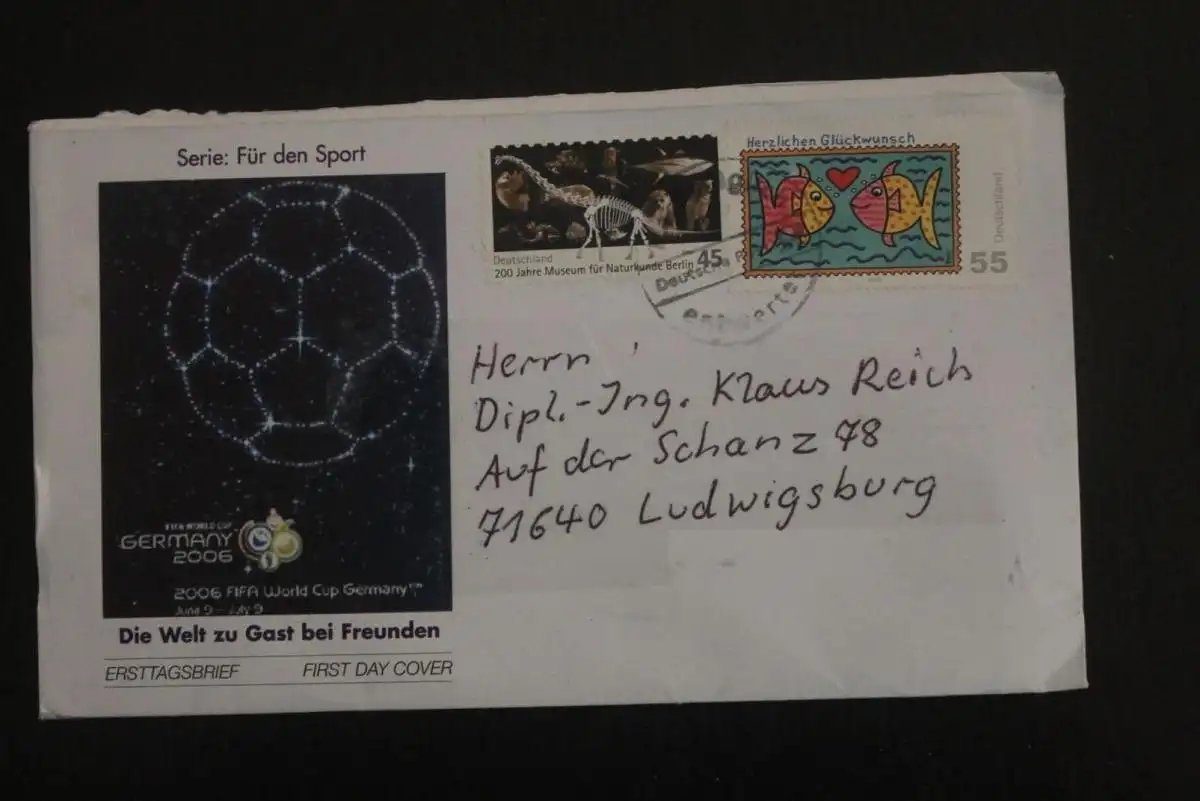 Serie: Für den Sport
FIFA WORLD CUP
GERMANY
2006
2006 FIFA World Cup Germany™
June 9 – July 9
Die Welt zu Gast bei Freunden
ERSTTAGSBRIEF FIRST DAY COVER
Deutschland
200 Jahre Museum für Naturkunde Berlin 45
Herzlichen Glückwunsch
Deutschland
55
Deutsche P
Herrn
Dipl.-Ing. Klaus Reich
Auf der Schanz 78
71640 Ludwigsburg